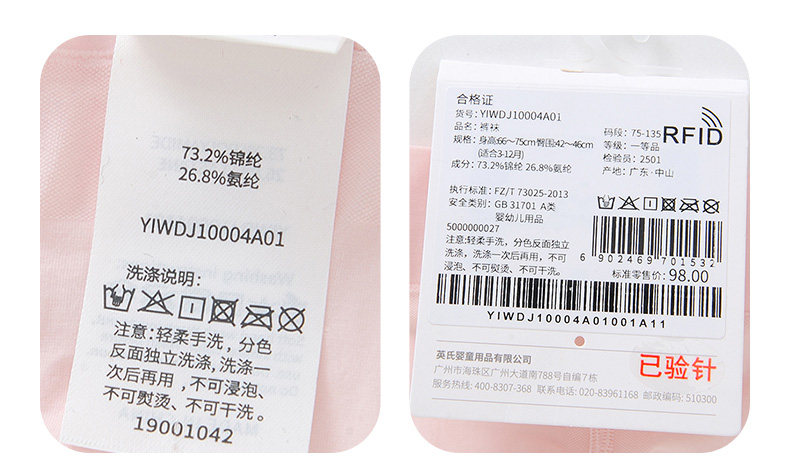 73.2%锦纶
26.8%氨纶
YIWDJ10004A01
洗涤说明:
注意:轻柔手洗，分色
反面独立洗涤,洗涤一
次后再用，不可浸泡、
不可熨烫、不可干洗。
19001042
合格证
货号:YIWDJ10004A01
品名:裤袜
规格:身高:66~75cm 臀围:42~46cm
(适合3-12月)
成分:73.2%锦纶 26.8%氨纶
码段:75-135
等级:一等品
检验员:2501
产地:广东·中山
RFID
执行标准:FZ/T 73025-2013
安全类别:GB 31701 A类
婴幼儿用品
5000000027
注意:轻柔手洗，分色反面独立
洗涤，洗涤一次后再用，不可
浸泡、不可熨烫、不可干洗。
6 902469 701532
标准零售价:98.00
YIWDJ10004A01001A11
英氏婴童用品有限公司
广州市海珠区广州大道南788号自编7栋
服务热线:400-8307-368 联系电话:020-83961168 邮政编码:510300
已验针